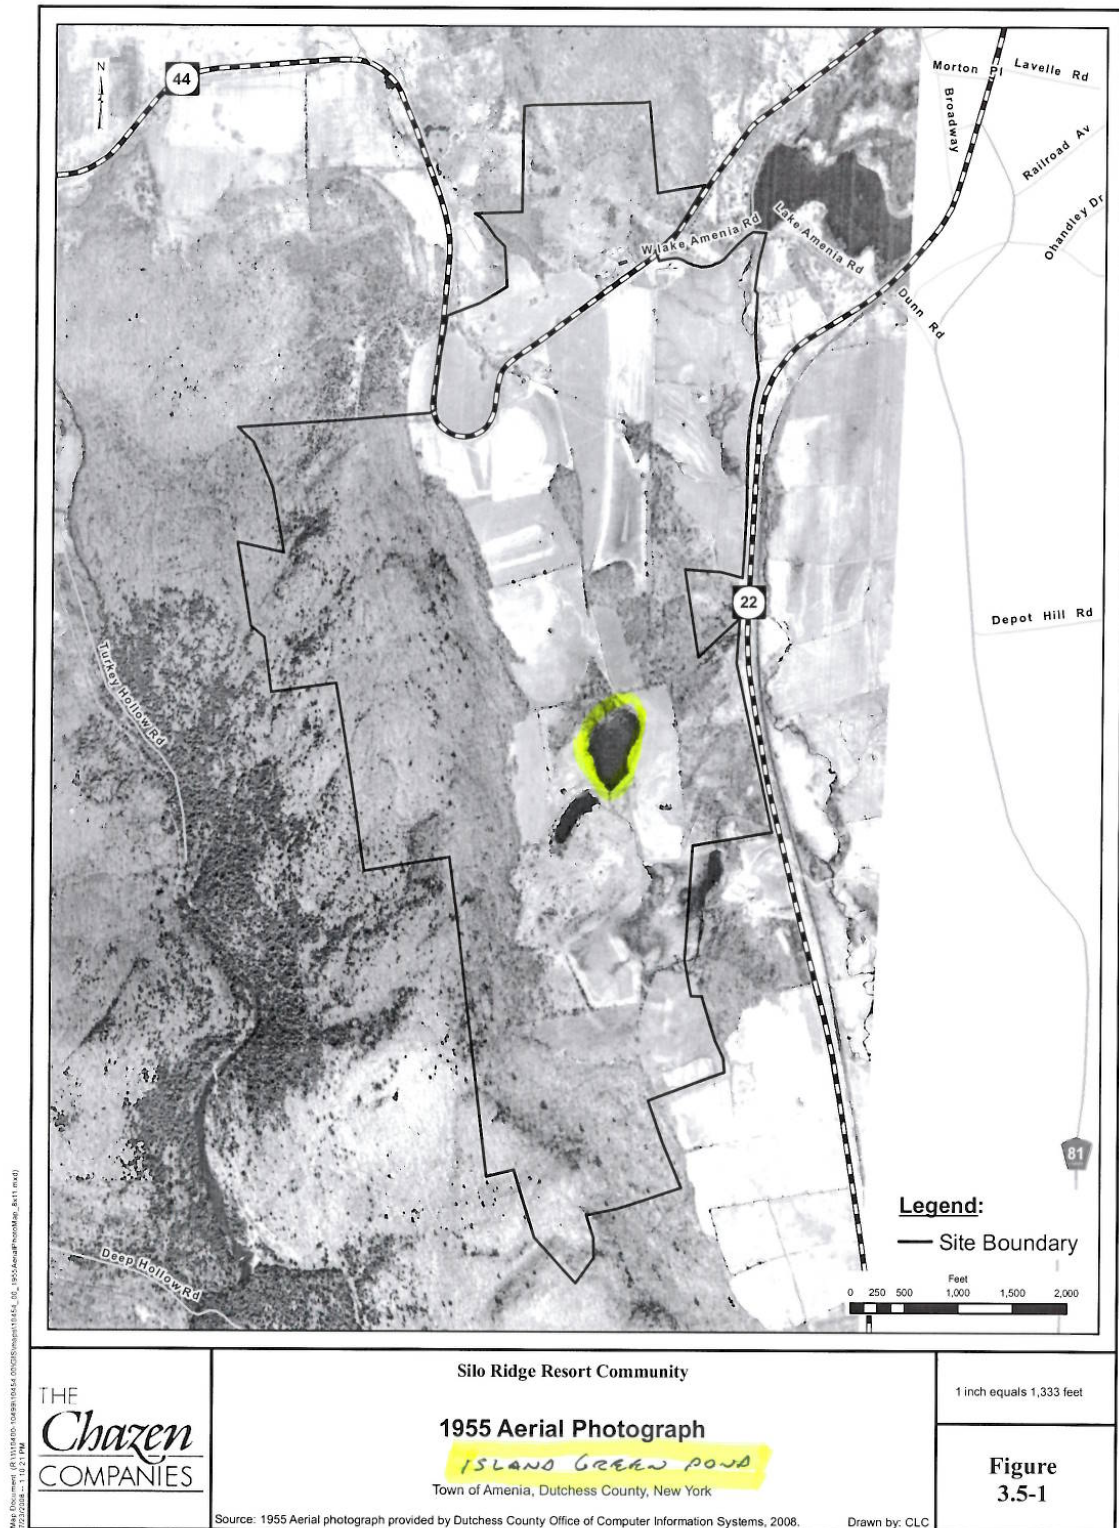 N
44
Morton Pl
Lavelle Rd
Broadway
Railroad Av
Ohandley Dr
W lake Amenia Rd
Lake Amenia Rd
Dunn Rd
22
Depot Hill Rd
Turkey Hollow Rd
81
Deep Hollow Rd
Legend:
Site Boundary
Feet
0 250 500 1,000 1,500 2,000
THE
Chazen
COMPANIES
Silo Ridge Resort Community
1955 Aerial Photograph
ISLAND GREEN POND
Town of Amenia, Dutchess County, New York
Source: 1955 Aerial photograph provided by Dutchess County Office of Computer Information Systems, 2008.
Drawn by: CLC
1 inch equals 1,333 feet
Figure
3.5-1